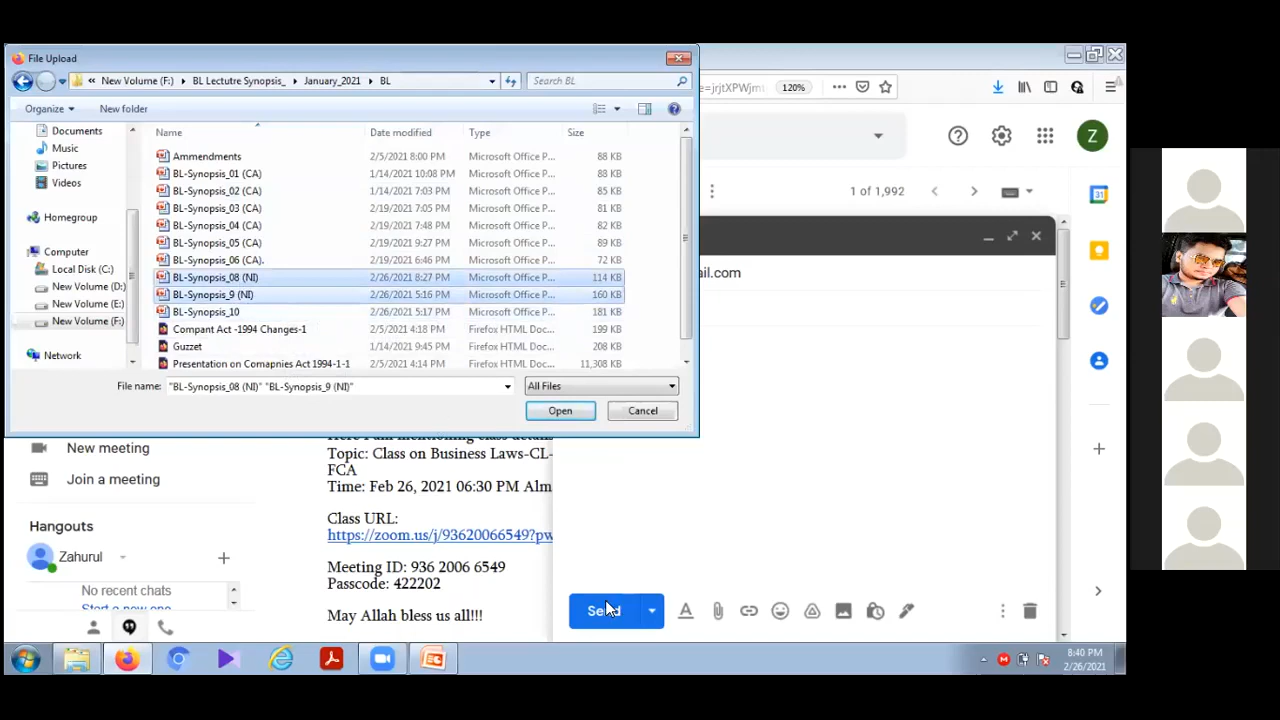 File Upload
« New Volume (F:) ▸ BL Lectutre Synopsis_ ▸ January_2021 ▸ BL
Search BL
Organize
New folder
Name
Date modified
Type
Size
Documents
Music
Pictures
Videos
Homegroup
Computer
Local Disk (C:)
New Volume (D:)
New Volume (E:)
New Volume (F:)
Network
Ammendments 2/5/2021 8:00 PM Microsoft Office P... 88 KB
BL-Synopsis_01 (CA) 1/14/2021 10:08 PM Microsoft Office P... 88 KB
BL-Synopsis_02 (CA) 1/14/2021 7:03 PM Microsoft Office P... 85 KB
BL-Synopsis_03 (CA) 2/19/2021 7:05 PM Microsoft Office P... 81 KB
BL-Synopsis_04 (CA) 2/19/2021 7:48 PM Microsoft Office P... 82 KB
BL-Synopsis_05 (CA) 2/19/2021 9:27 PM Microsoft Office P... 89 KB
BL-Synopsis_06 (CA). 2/19/2021 6:40 PM Microsoft Office P... 72 KB
BL-Synopsis_08 (NI) 2/26/2021 8:27 PM Microsoft Office P... 114 KB
BL-Synopsis_9 (NI) 2/26/2021 5:16 PM Microsoft Office P... 160 KB
BL-Synopsis_10 2/26/2021 5:17 PM Microsoft Office P... 181 KB
Compant Act -1994 Changes-1 2/5/2021 4:18 PM Firefox HTML Doc... 199 KB
Guzzet 1/14/2021 9:45 PM Firefox HTML Doc... 208 KB
Presentation on Comapnies Act 1994-1-1 2/5/2021 4:14 PM Firefox HTML Doc... 11,308 KB
File name: "BL-Synopsis_08 (NI)" "BL-Synopsis_9 (NI)"
All Files
Open
Cancel
120%
Z
1 of 1,992
ail.com
New meeting
Join a meeting
Hangouts
Zahurul
No recent chats
Start a new one
Here I am mentioning class details
Topic: Class on Business Laws-CL-
FCA
Time: Feb 26, 2021 06:30 PM Alm
Class URL:
https://zoom.us/j/93620066549?pw
Meeting ID: 936 2006 6549
Passcode: 422202
May Allah bless us all!!!
Send
8:40 PM
2/26/2021